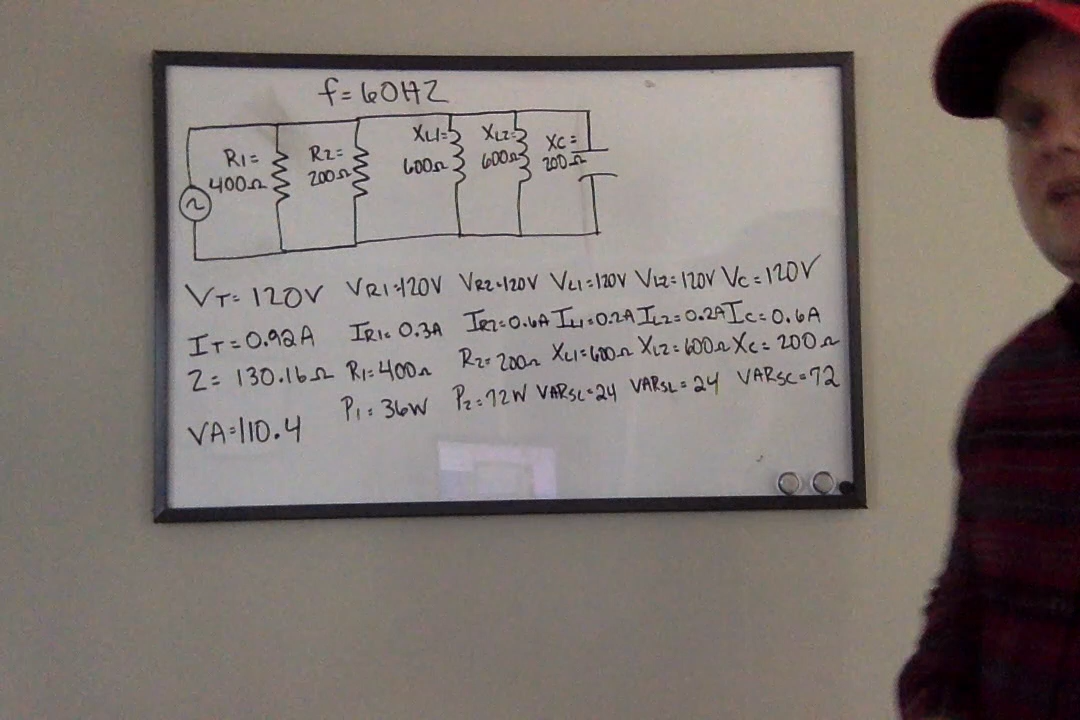 f=60HZ
R1=
400Ω
R2=
200Ω
XL1=
600Ω
XL2=
600Ω
XC=
200Ω
~
VT=120V VR1=120V VR2=120V VL1=120V VL2=120V VC=120V
IT=0.92A IR1=0.3A IR2=0.6A IL1=0.2A IL2=0.2A IC=0.6A
Z=130.16Ω R1=400Ω R2=200Ω XL1=600Ω XL2=600Ω XC=200Ω
VA=110.4 P1=36W P2=72W VARSL=24 VARSL=24 VARSC=72